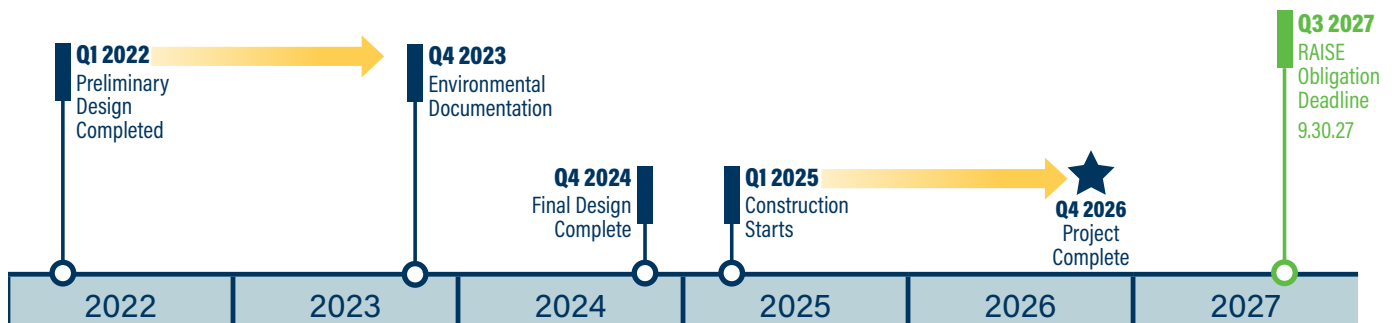 Q1 2022
Preliminary
Design
Completed
Q4 2023
Environmental
Documentation
Q4 2024
Final Design
Complete
Q1 2025
Construction
Starts
Q4 2026
Project
Complete
Q3 2027
RAISE
Obligation
Deadline
9.30.27
2022
2023
2024
2025
2026
2027